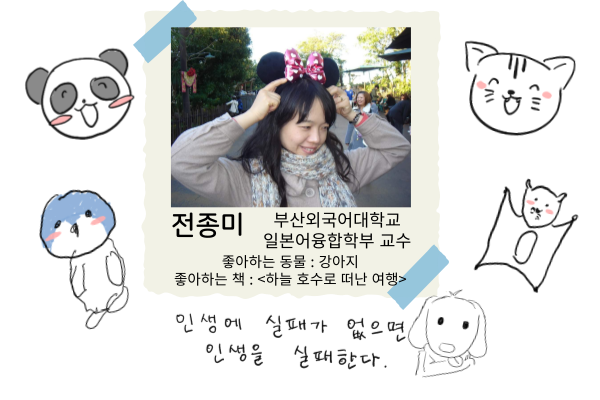 전종미
부산외국어대학교
일본어융합학부 교수
좋아하는 동물 : 강아지
좋아하는 책 : <하늘 호수로 떠난 여행>
인생에 실패가 없으면
인생을 실패한다.